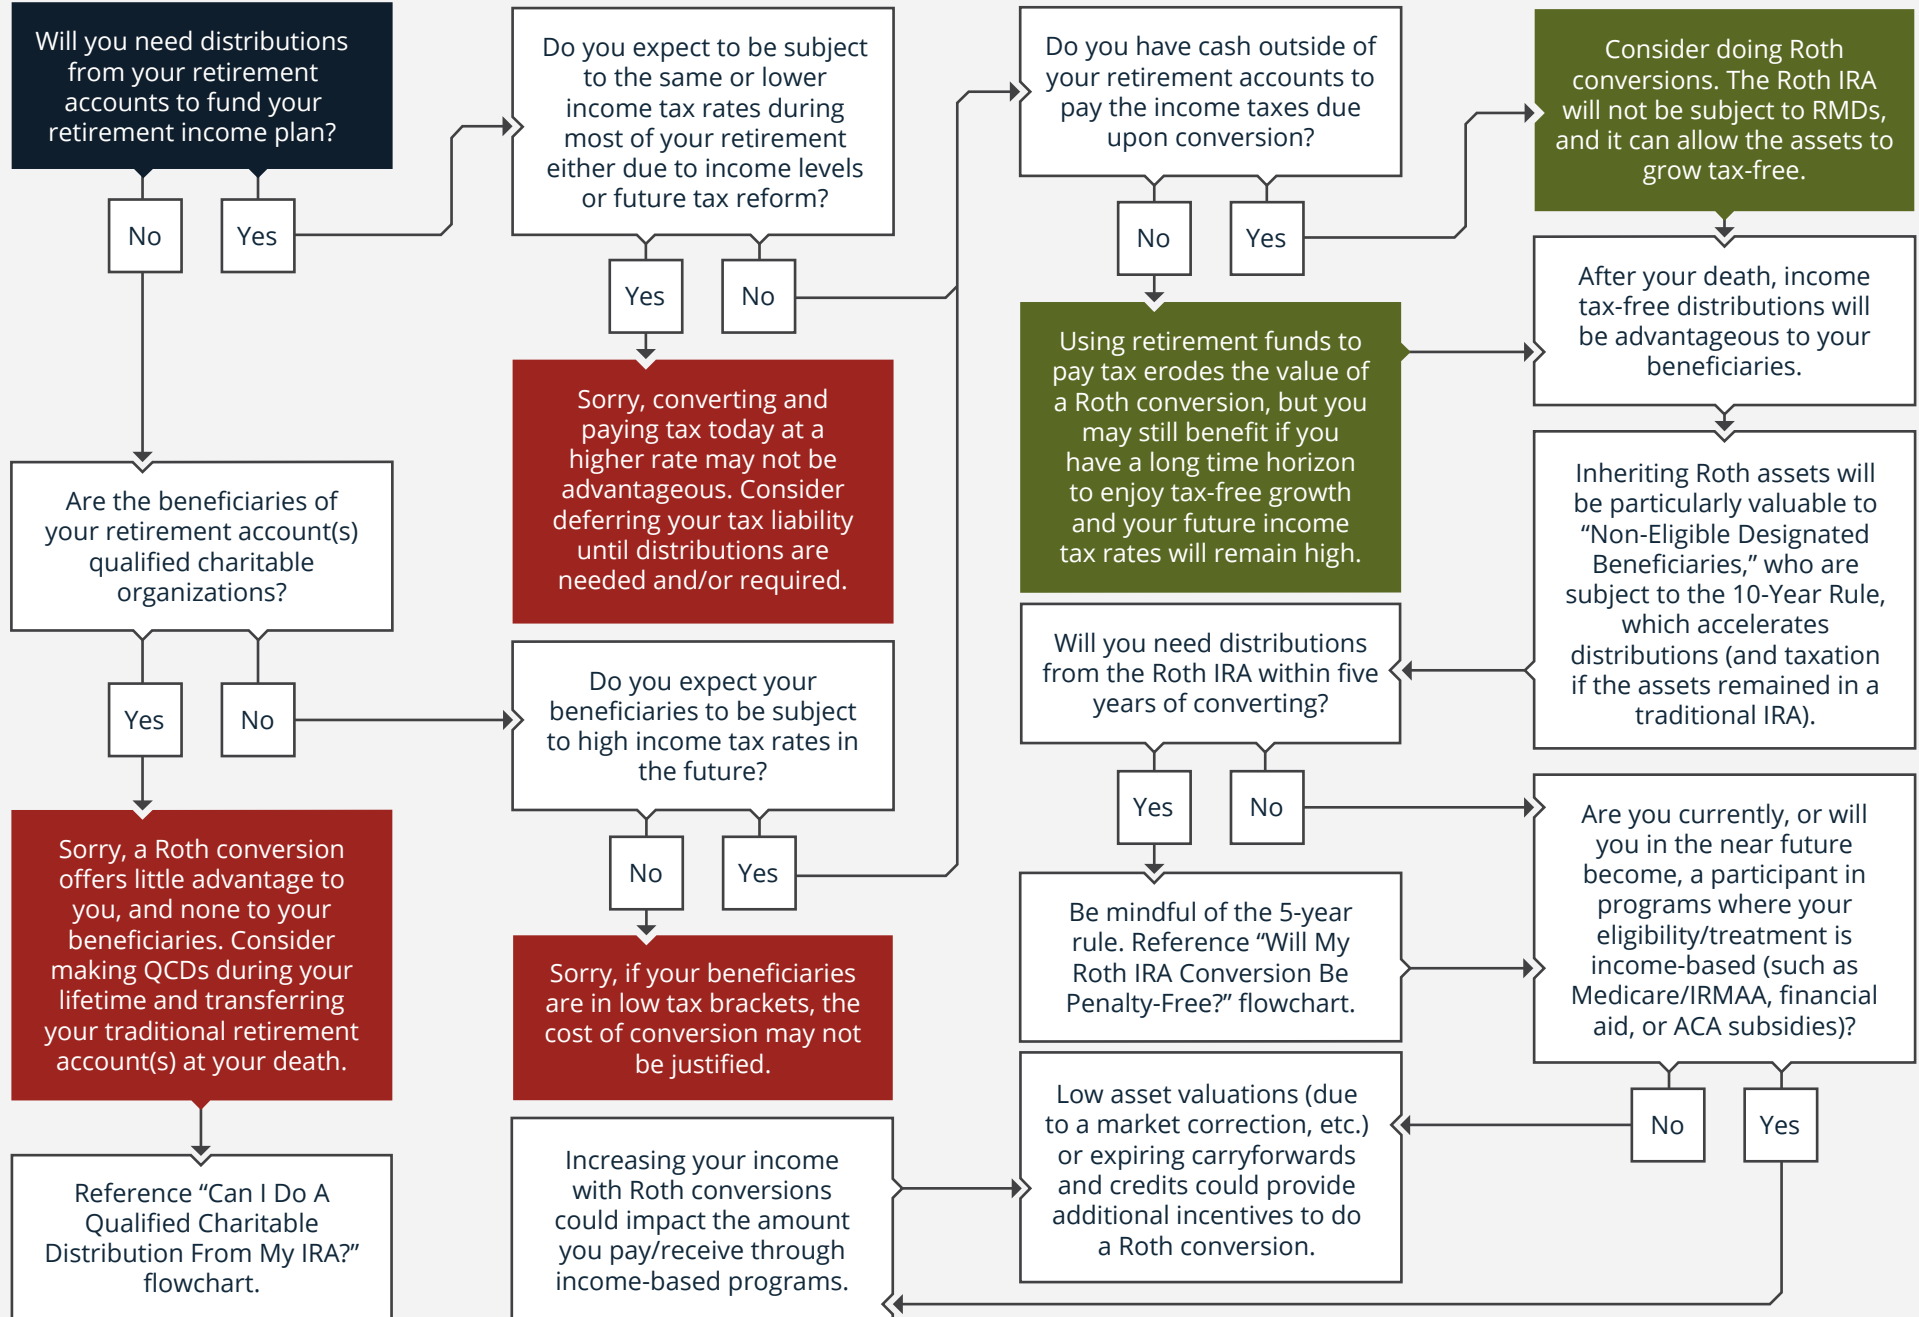 Will you need distributions
from your retirement
accounts to fund your
retirement income plan?
No
Yes
Do you expect to be subject
to the same or lower
income tax rates during
most of your retirement
either due to income levels
or future tax reform?
Yes
No
Sorry, converting and
paying tax today at a
higher rate may not be
advantageous. Consider
deferring your tax liability
until distributions are
needed and/or required.
Are the beneficiaries of
your retirement account(s)
qualified charitable
organizations?
Yes
No
Sorry, a Roth conversion
offers little advantage to
you, and none to your
beneficiaries. Consider
making QCDs during your
lifetime and transferring
your traditional retirement
account(s) at your death.
Reference “Can I Do A
Qualified Charitable
Distribution From My IRA?”
flowchart.
Do you expect your
beneficiaries to be subject
to high income tax rates in
the future?
No
Yes
Sorry, if your beneficiaries
are in low tax brackets, the
cost of conversion may not
be justified.
Do you have cash outside of
your retirement accounts to
pay the income taxes due
upon conversion?
No
Yes
Using retirement funds to
pay tax erodes the value of
a Roth conversion, but you
may still benefit if you
have a long time horizon
to enjoy tax-free growth
and your future income
tax rates will remain high.
Consider doing Roth
conversions. The Roth IRA
will not be subject to RMDs,
and it can allow the assets to
grow tax-free.
After your death, income
tax-free distributions will
be advantageous to your
beneficiaries.
Inheriting Roth assets will
be particularly valuable to
“Non-Eligible Designated
Beneficiaries,” who are
subject to the 10-Year Rule,
which accelerates
distributions (and taxation
if the assets remained in a
traditional IRA).
Will you need distributions
from the Roth IRA within five
years of converting?
Yes
No
Be mindful of the 5-year
rule. Reference “Will My
Roth IRA Conversion Be
Penalty-Free?” flowchart.
Are you currently, or will
you in the near future
become, a participant in
programs where your
eligibility/treatment is
income-based (such as
Medicare/IRMAA, financial
aid, or ACA subsidies)?
No
Yes
Increasing your income
with Roth conversions
could impact the amount
you pay/receive through
income-based programs.
Low asset valuations (due
to a market correction, etc.)
or expiring carryforwards
and credits could provide
additional incentives to do
a Roth conversion.